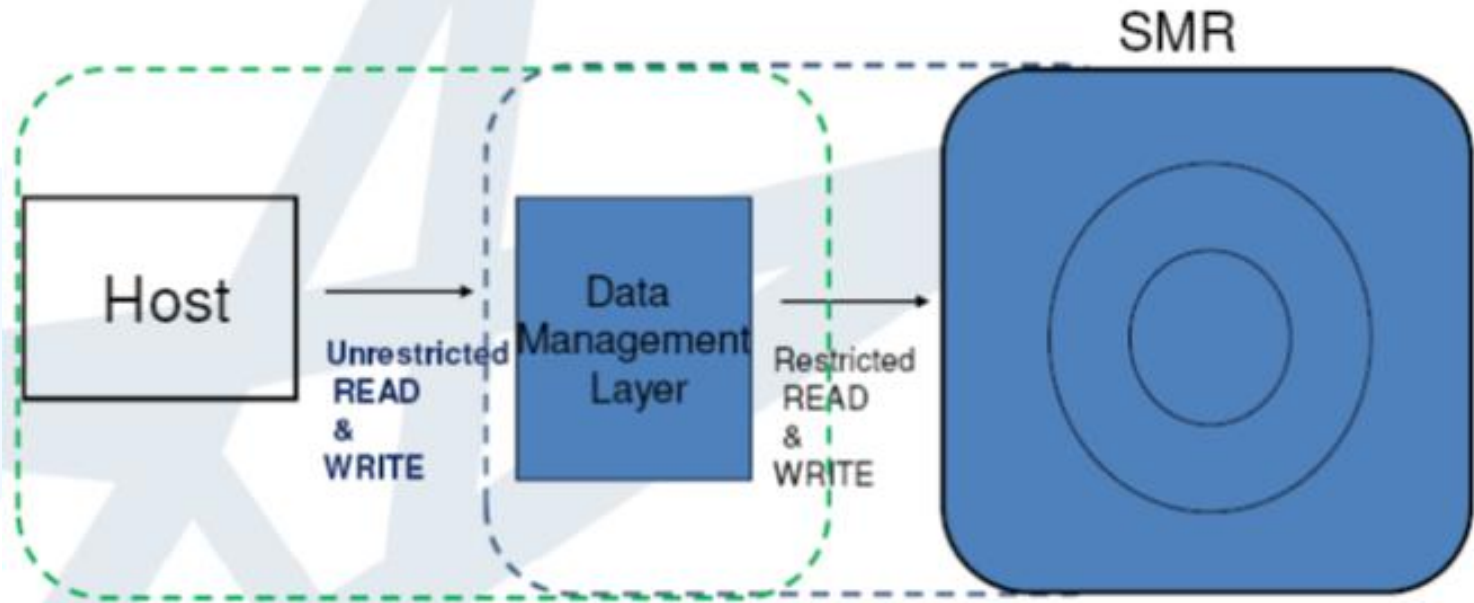 SMR
Host
Unrestricted
READ
&
WRITE
Data
Management
Layer
Restricted
READ
&
WRITE